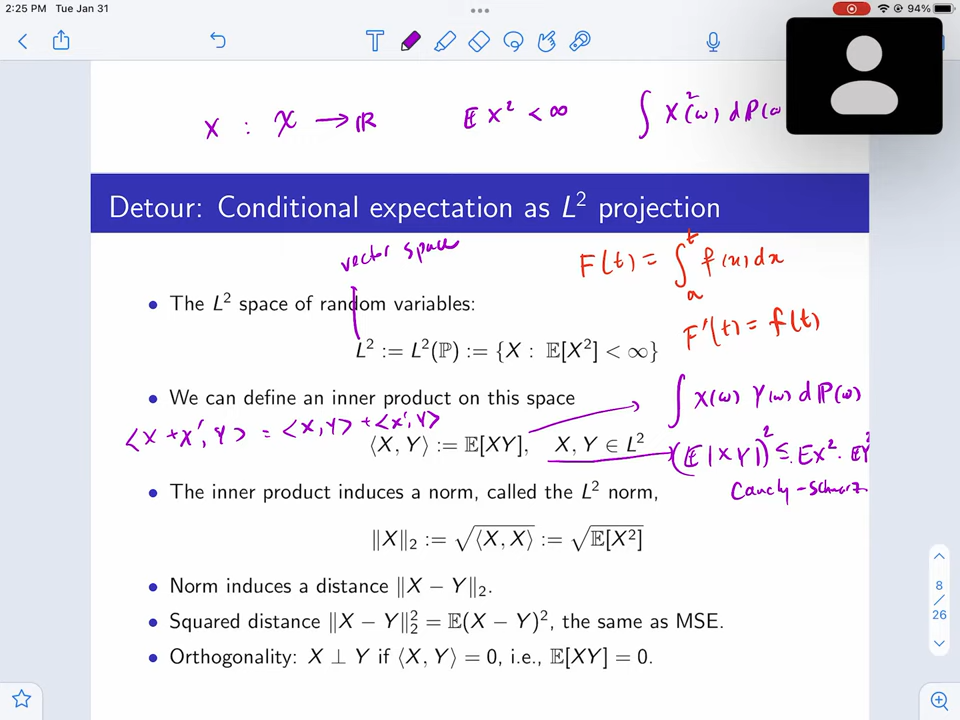 2:25 PM Tue Jan 31
94%
T
X : 𝒳 → ℝ 𝔼 X² < ∞ ∫ X²(ω) dℙ(ω
Detour: Conditional expectation as L² projection
vector space
F(t) = ∫ₐᵗ f(x) dx
F'(t) = f(t)
• The L² space of random variables:
L² := L²(ℙ) := {X : 𝔼[X²] < ∞}
• We can define an inner product on this space
∫ X(ω) Y(ω) dℙ(ω)
⟨X + X', Y⟩ = ⟨X, Y⟩ + ⟨X', Y⟩
⟨X, Y⟩ := 𝔼[XY], X, Y ∈ L²
(𝔼|XY|)² ≤ EX² · EY²
Cauchy-Schwarz
• The inner product induces a norm, called the L² norm,
‖X‖₂ := √⟨X, X⟩ := √𝔼[X²]
• Norm induces a distance ‖X − Y‖₂.
• Squared distance ‖X − Y‖₂² = 𝔼(X − Y)², the same as MSE.
• Orthogonality: X ⊥ Y if ⟨X, Y⟩ = 0, i.e., 𝔼[XY] = 0.
8
/
26